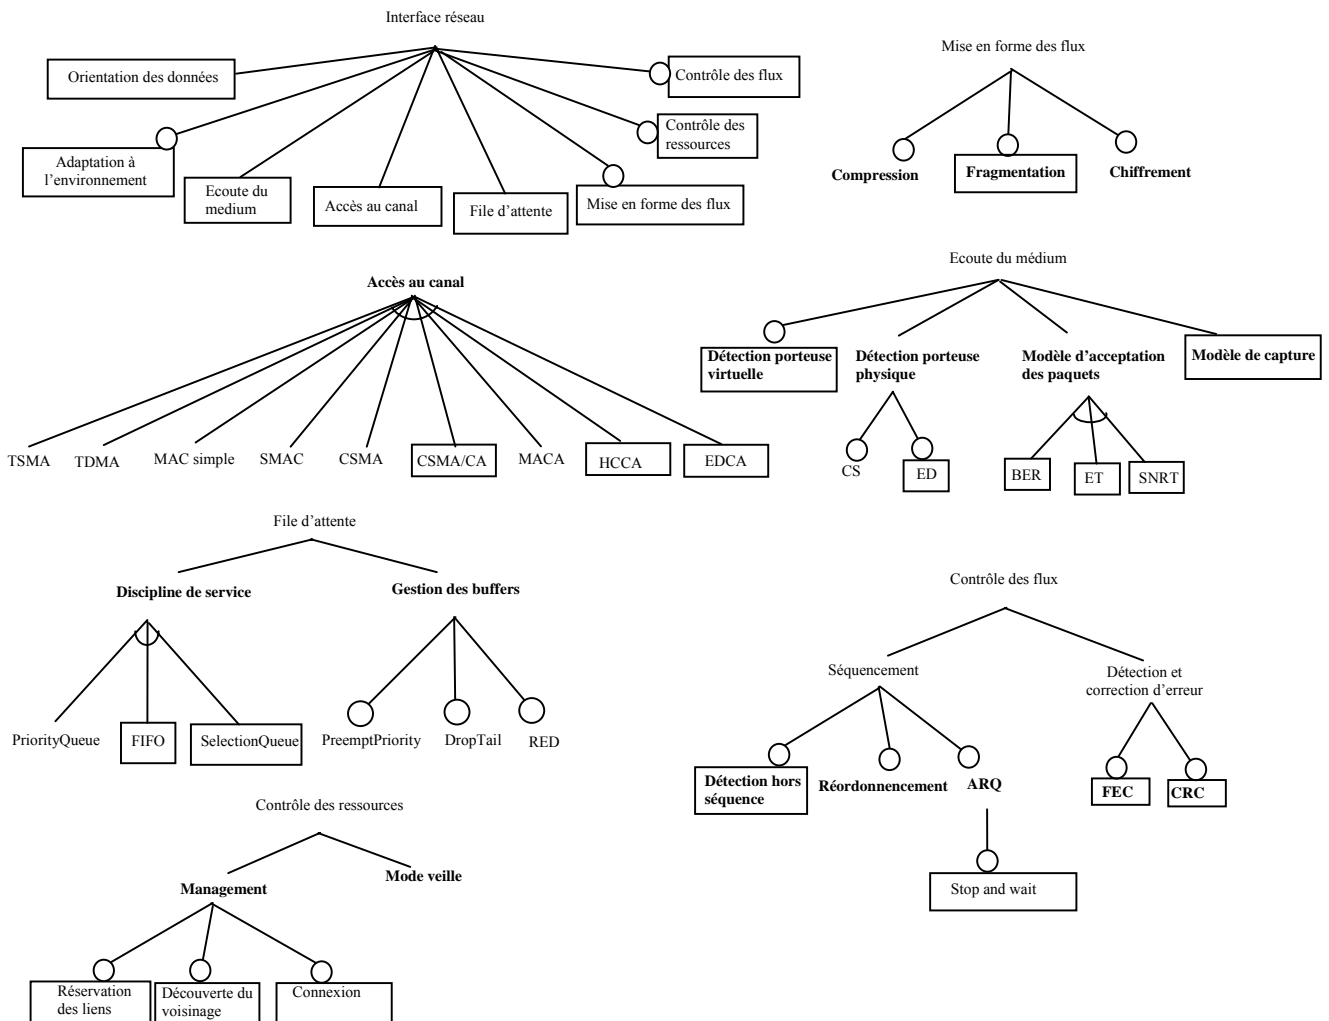 Interface réseau
Orientation des données
Contrôle des flux
Contrôle des
ressources
Adaptation à
l'environnement
Ecoute du
medium
Accès au canal
File d'attente
Mise en forme des flux
Mise en forme des flux
Compression
Fragmentation
Chiffrement
Accès au canal
TSMA
TDMA
MAC simple
SMAC
CSMA
CSMA/CA
MACA
HCCA
EDCA
Ecoute du médium
Détection porteuse
virtuelle
Détection porteuse
physique
Modèle d'acceptation
des paquets
Modèle de capture
CS
ED
BER
ET
SNRT
File d'attente
Discipline de service
Gestion des buffers
PriorityQueue
FIFO
SelectionQueue
PreemptPriority
DropTail
RED
Contrôle des flux
Séquencement
Détection et
correction d'erreur
Détection hors
séquence
Réordonnencement
ARQ
FEC
CRC
Stop and wait
Contrôle des ressources
Management
Mode veille
Réservation
des liens
Découverte du
voisinage
Connexion